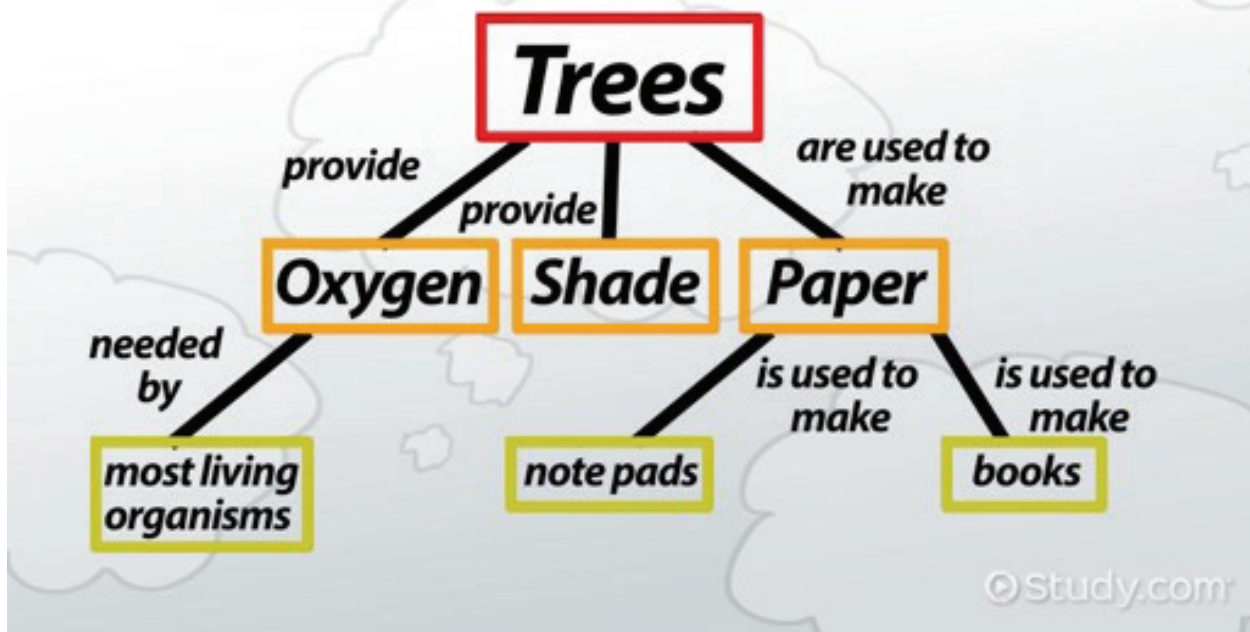 Trees
provide
are used to
make
provide
Oxygen
Shade
Paper
needed
by
is used to
make
is used to
make
most living
organisms
note pads
books
Study.com